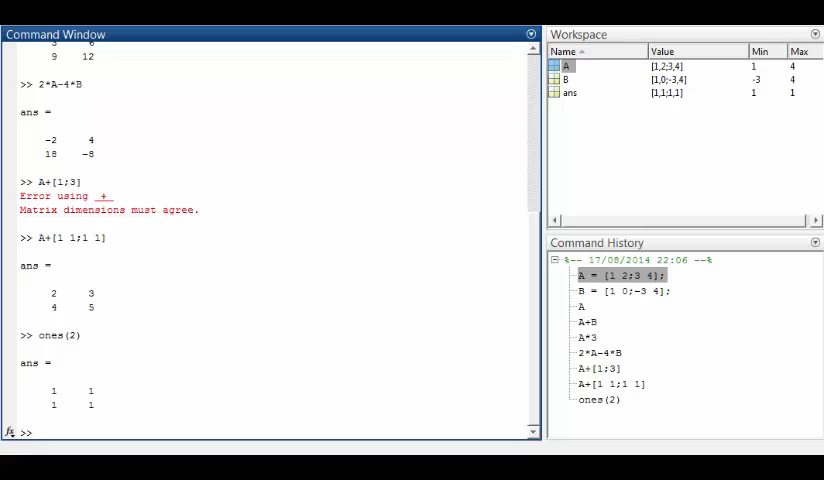 Command Window
3 6
9 12
>> 2*A-4*B
ans =
-2 4
18 -8
>> A+[1;3]
Error using +
Matrix dimensions must agree.
>> A+[1 1;1 1]
ans =
2 3
4 5
>> ones(2)
ans =
1 1
1 1
fx >>
Workspace
Name Value Min Max
A [1,2;3,4] 1 4
B [1,0;-3,4] -3 4
ans [1,1;1,1] 1 1
Command History
%-- 17/08/2014 22:06 --%
A = [1 2;3 4];
B = [1 0;-3 4];
A
A+B
A*3
2*A-4*B
A+[1;3]
A+[1 1;1 1]
ones(2)